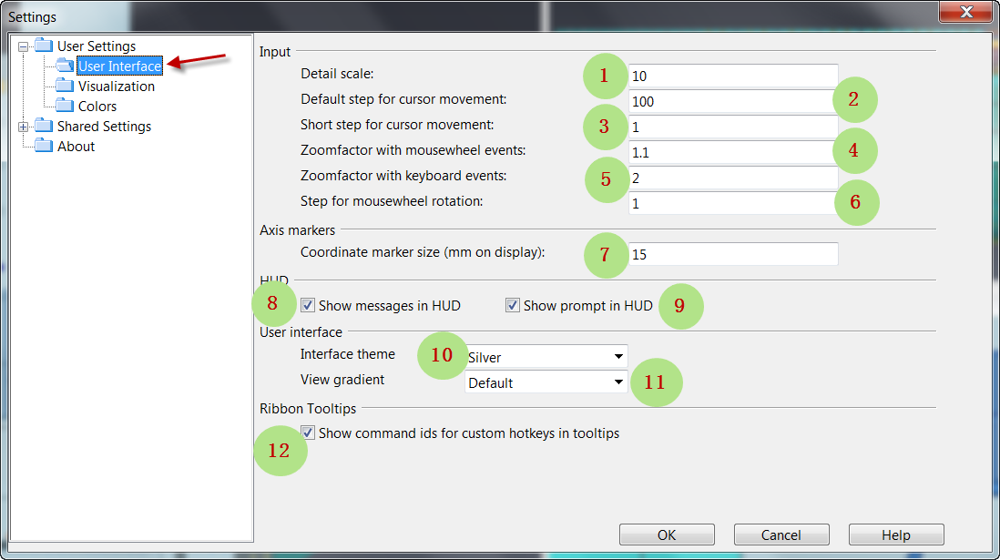 Settings
User Settings
User Interface
Visualization
Colors
Shared Settings
About
Input
Detail scale: 1 10
Default step for cursor movement: 100 2
Short step for cursor movement: 3 1
Zoomfactor with mousewheel events: 1.1 4
Zoomfactor with keyboard events: 5 2
Step for mousewheel rotation: 1 6
Axis markers
Coordinate marker size (mm on display): 7 15
HUD
8 Show messages in HUD Show prompt in HUD 9
User interface
Interface theme 10 Silver
View gradient Default 11
Ribbon Tooltips
12 Show command ids for custom hotkeys in tooltips
OK Cancel Help